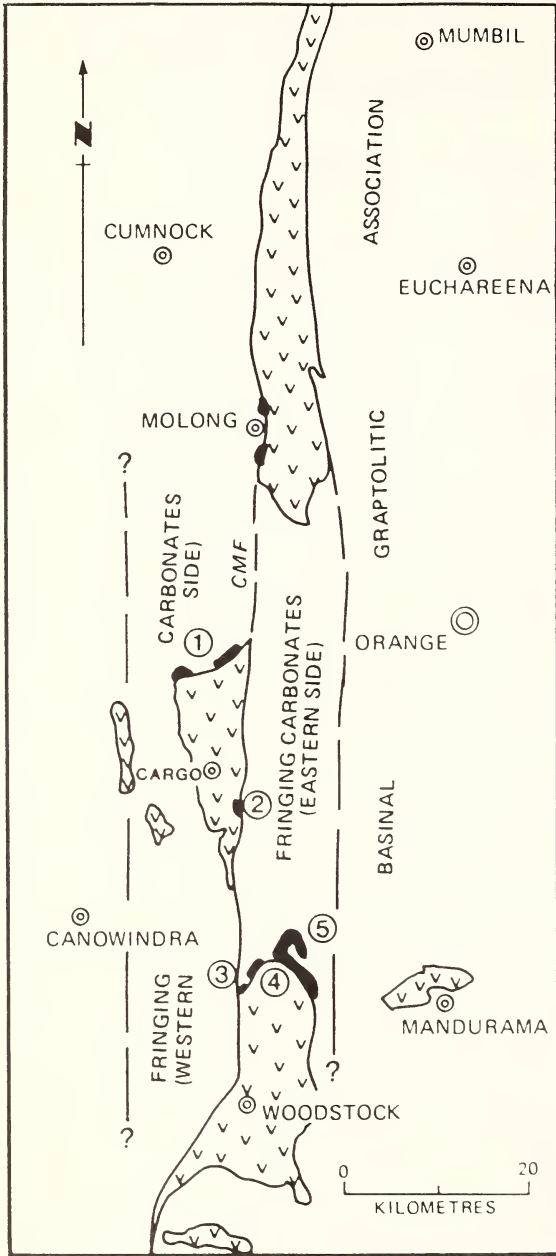 MUMBIL
N
ASSOCIATION
CUMNOCK
EUCHAREENA
MOLONG
GRAPTOLITIC
?
CARBONATES
SIDE)
CMF
1
ORANGE
FRINGING CARBONATES
(EASTERN SIDE)
CARGO
2
BASINAL
CANOWINDRA
5
3
4
FRINGING
(WESTERN
MANDURAMA
?
WOODSTOCK
?
0 20
KILOMETRES